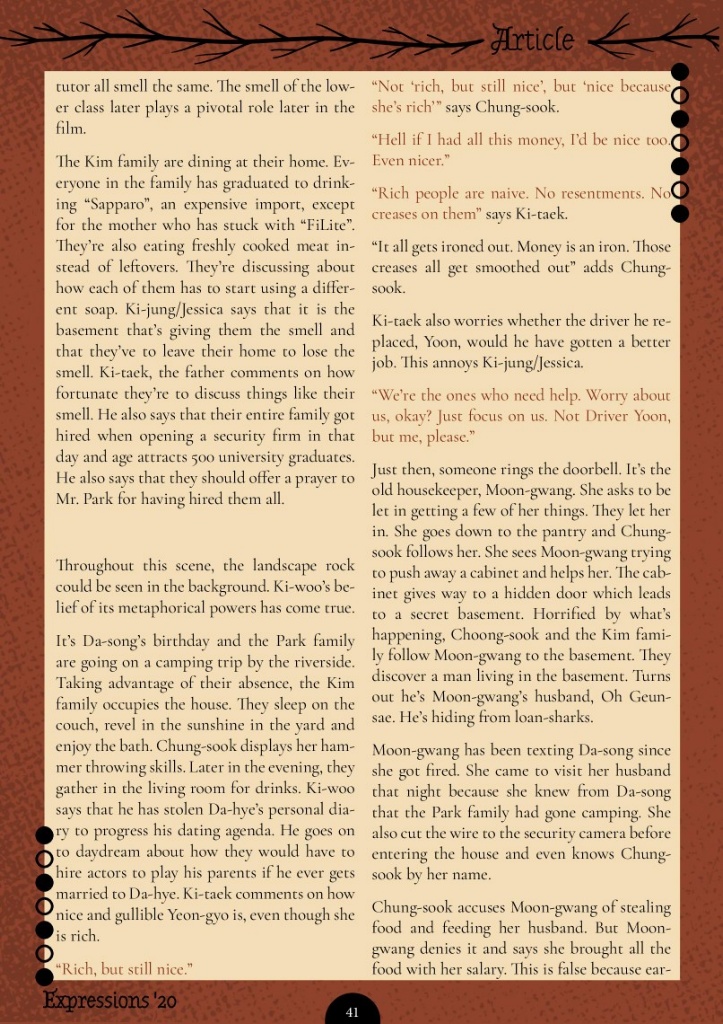 Article
tutor all smell the same. The smell of the low-
er class later plays a pivotal role later in the
film.
The Kim family are dining at their home. Ev-
eryone in the family has graduated to drink-
ing “Sapparo”, an expensive import, except
for the mother who has stuck with “FiLite”.
They’re also eating freshly cooked meat in-
stead of leftovers. They’re discussing about
how each of them has to start using a differ-
ent soap. Ki-jung/Jessica says that it is the
basement that’s giving them the smell and
that they’ve to leave their home to lose the
smell. Ki-taek, the father comments on how
fortunate they’re to discuss things like their
smell. He also says that their entire family got
hired when opening a security firm in that
day and age attracts 500 university graduates.
He also says that they should offer a prayer to
Mr. Park for having hired them all.
Throughout this scene, the landscape rock
could be seen in the background. Ki-woo’s be-
lief of its metaphorical powers has come true.
It’s Da-song’s birthday and the Park family
are going on a camping trip by the riverside.
Taking advantage of their absence, the Kim
family occupies the house. They sleep on the
couch, revel in the sunshine in the yard and
enjoy the bath. Chung-sook displays her ham-
mer throwing skills. Later in the evening, they
gather in the living room for drinks. Ki-woo
says that he has stolen Da-hye’s personal dia-
ry to progress his dating agenda. He goes on
to daydream about how they would have to
hire actors to play his parents if he ever gets
married to Da-hye. Ki-taek comments on how
nice and gullible Yeon-gyo is, even though she
is rich.
“Rich, but still nice.”
“Not ‘rich, but still nice’, but ‘nice because
she’s rich’” says Chung-sook.
“Hell if I had all this money, I’d be nice too.
Even nicer.”
“Rich people are naive. No resentments. No
creases on them” says Ki-taek.
“It all gets ironed out. Money is an iron. Those
creases all get smoothed out” adds Chung-
sook.
Ki-taek also worries whether the driver he re-
placed, Yoon, would he have gotten a better
job. This annoys Ki-jung/Jessica.
“We’re the ones who need help. Worry about
us, okay? Just focus on us. Not Driver Yoon,
but me, please.”
Just then, someone rings the doorbell. It’s the
old housekeeper, Moon-gwang. She asks to be
let in getting a few of her things. They let her
in. She goes down to the pantry and Chung-
sook follows her. She sees Moon-gwang trying
to push away a cabinet and helps her. The cab-
inet gives way to a hidden door which leads
to a secret basement. Horrified by what’s
happening, Choong-sook and the Kim fami-
ly follow Moon-gwang to the basement. They
discover a man living in the basement. Turns
out he’s Moon-gwang’s husband, Oh Geun-
sae. He’s hiding from loan-sharks.
Moon-gwang has been texting Da-song since
she got fired. She came to visit her husband
that night because she knew from Da-song
that the Park family had gone camping. She
also cut the wire to the security camera before
entering the house and even knows Chung-
sook by her name.
Chung-sook accuses Moon-gwang of stealing
food and feeding her husband. But Moon-
gwang denies it and says she brought all the
food with her salary. This is false because ear-
Expressions '20
41